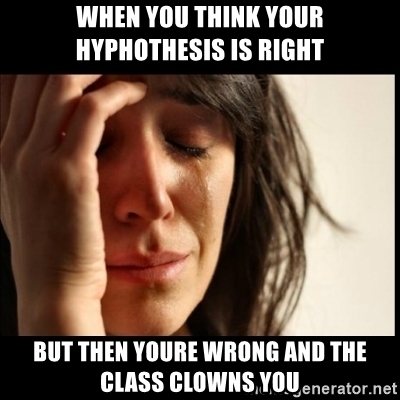 WHEN YOU THINK YOUR
HYPHOTHESIS IS RIGHT
BUT THEN YOURE WRONG AND THE
CLASS CLOWNS YOU
generator.net